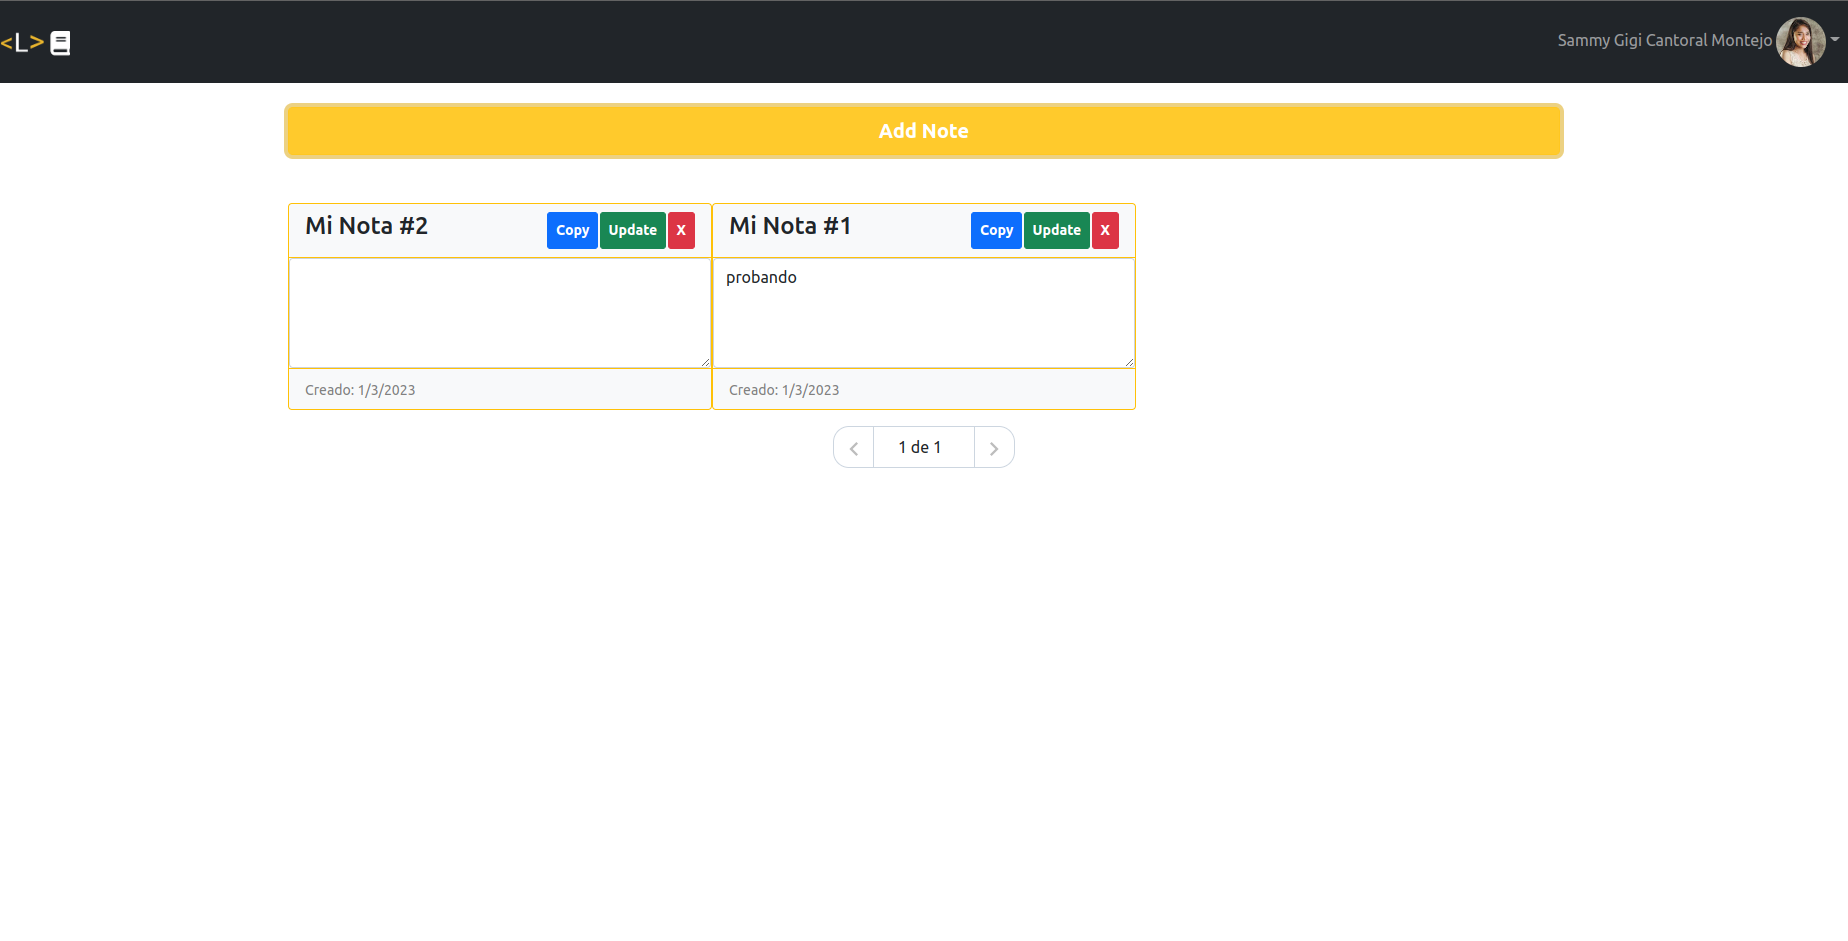 <L>
Sammy Gigi Cantoral Montejo
Add Note
Mi Nota #2 Copy Update X
Mi Nota #1 Copy Update X
probando
Creado: 1/3/2023
Creado: 1/3/2023
1 de 1